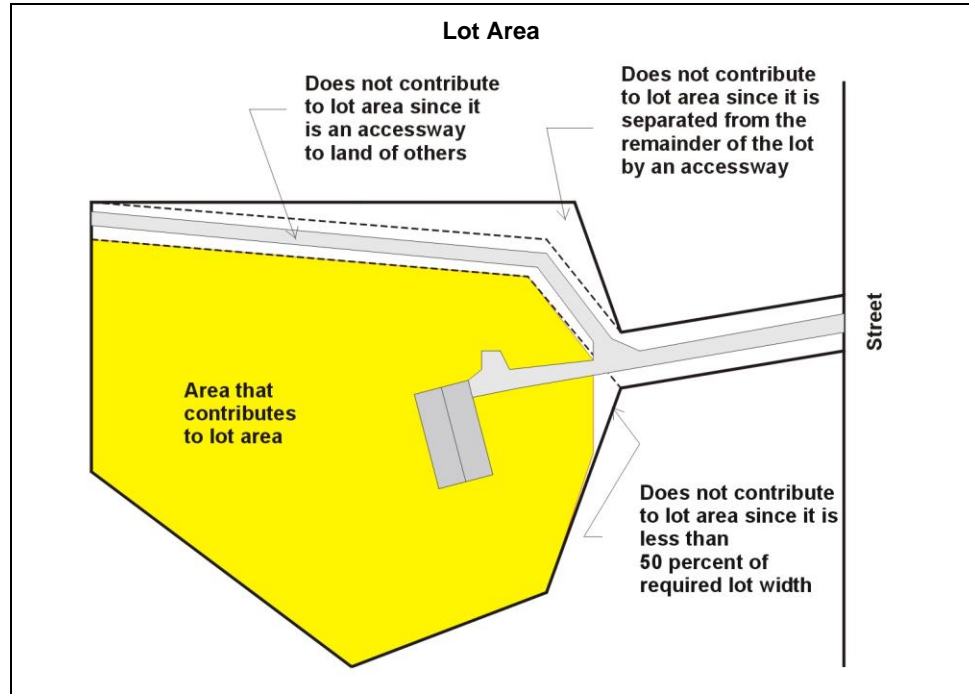 Lot Area
Does not contribute
to lot area since it
is an accessway
to land of others
Does not contribute
to lot area since it is
separated from the
remainder of the lot
by an accessway
Street
Area that
contributes
to lot area
Does not contribute
to lot area since it is
less than
50 percent of
required lot width